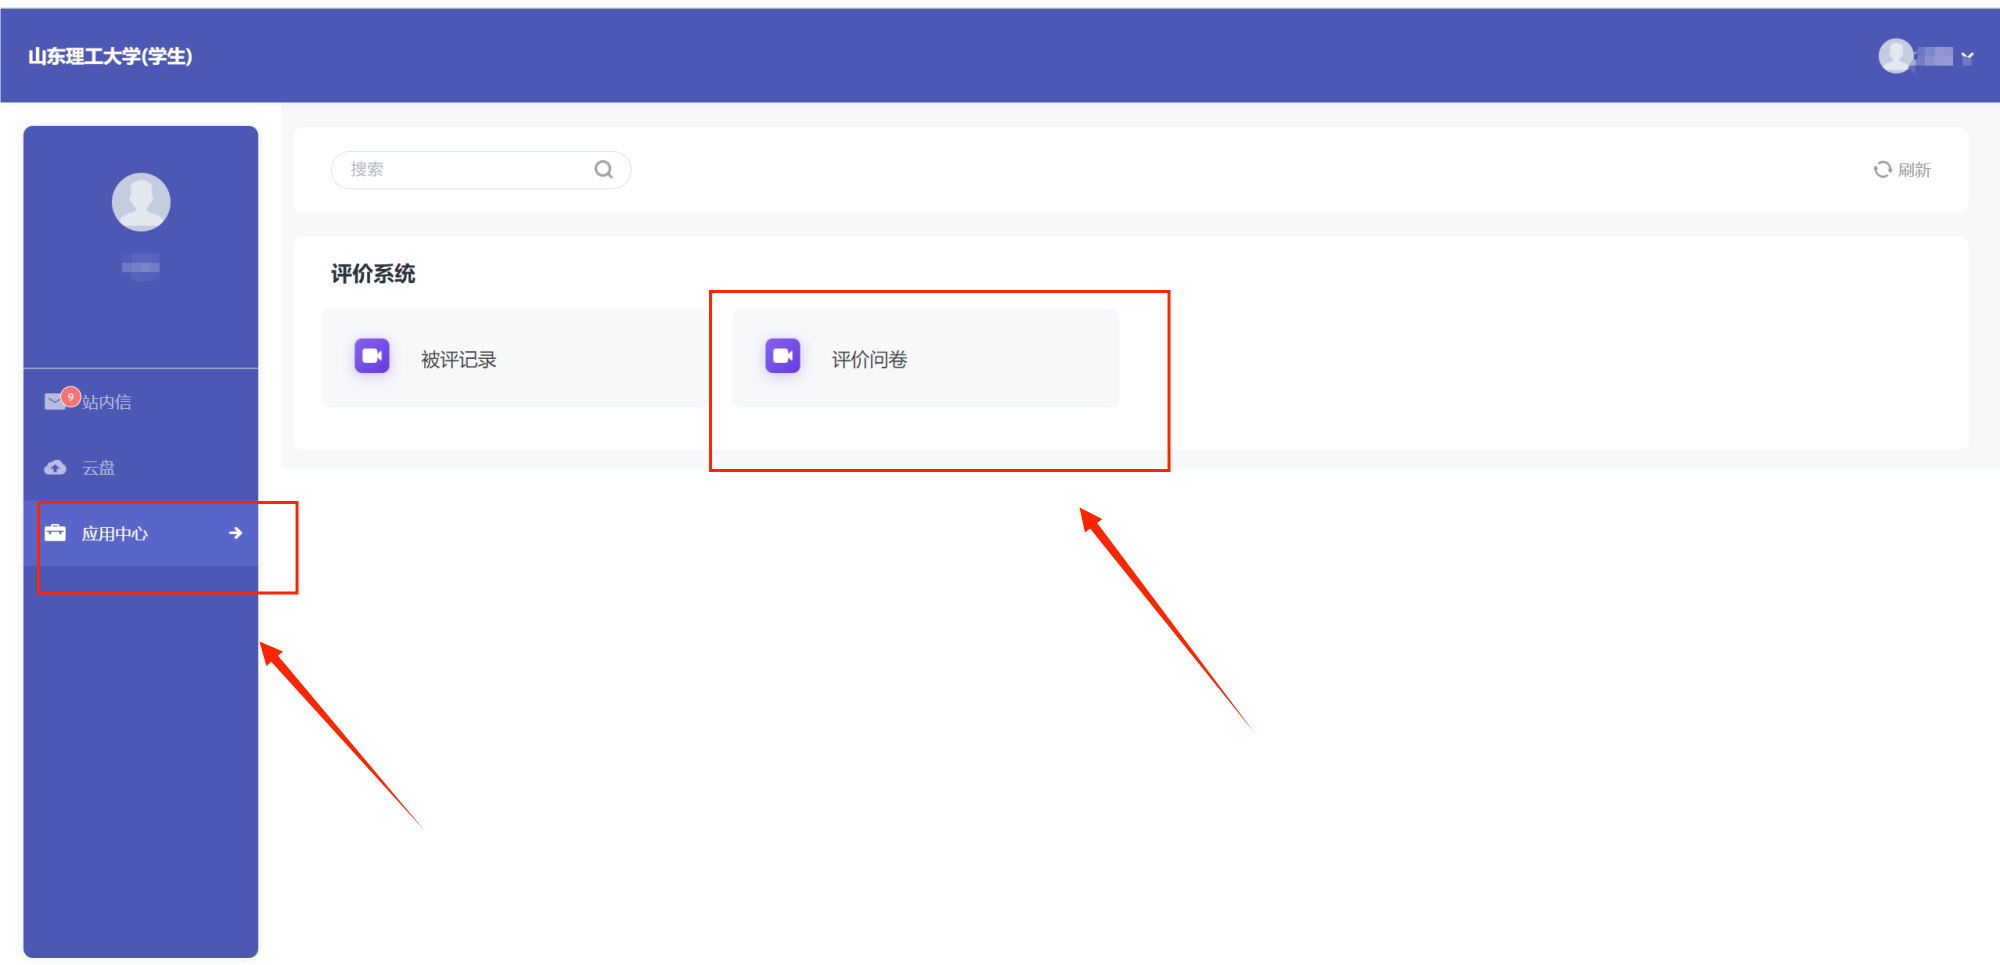 山东理工大学(学生)
搜索
刷新
评价系统
被评记录
评价问卷
9
站内信
云盘
应用中心